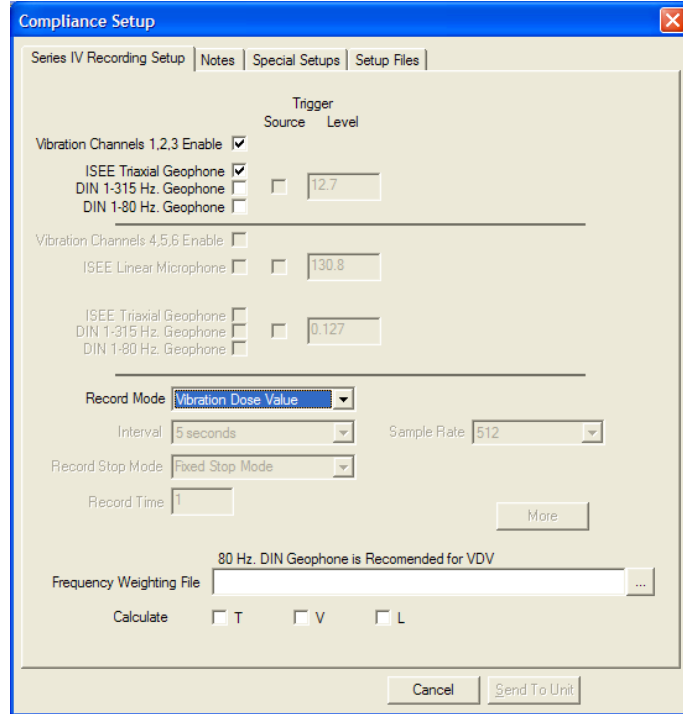 Compliance Setup
Series IV Recording Setup Notes Special Setups Setup Files
Trigger
Source Level
Vibration Channels 1,2,3 Enable
ISEE Triaxial Geophone
DIN 1-315 Hz. Geophone 12.7
DIN 1-80 Hz. Geophone
Vibration Channels 4,5,6 Enable
ISEE Linear Microphone 130.8
ISEE Triaxial Geophone
DIN 1-315 Hz. Geophone 0.127
DIN 1-80 Hz. Geophone
Record Mode Vibration Dose Value
Interval 5 seconds Sample Rate 512
Record Stop Mode Fixed Stop Mode
Record Time 1
More
80 Hz. DIN Geophone is Recomended for VDV
Frequency Weighting File ...
Calculate T V L
Cancel Send To Unit